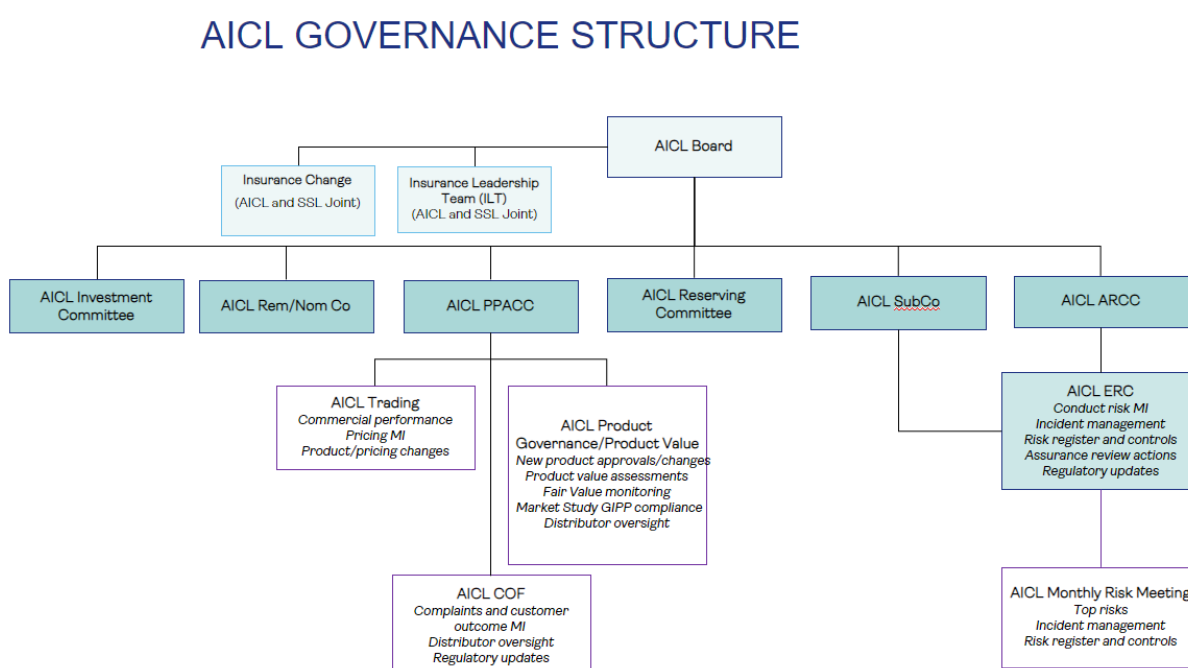 AICL GOVERNANCE STRUCTURE
AICL Board
Insurance Change
(AICL and SSL Joint)
Insurance Leadership
Team (ILT)
(AICL and SSL Joint)
AICL Investment
Committee
AICL Rem/Nom Co
AICL PPACC
AICL Reserving
Committee
AICL SubCo
AICL ARCC
AICL Trading
Commercial performance
Pricing MI
Product/pricing changes
AICL Product
Governance/Product Value
New product approvals/changes
Product value assessments
Fair Value monitoring
Market Study GIPP compliance
Distributor oversight
AICL ERC
Conduct risk MI
Incident management
Risk register and controls
Assurance review actions
Regulatory updates
AICL COF
Complaints and customer
outcome MI
Distributor oversight
Regulatory updates
AICL Monthly Risk Meeting
Top risks
Incident management
Risk register and controls